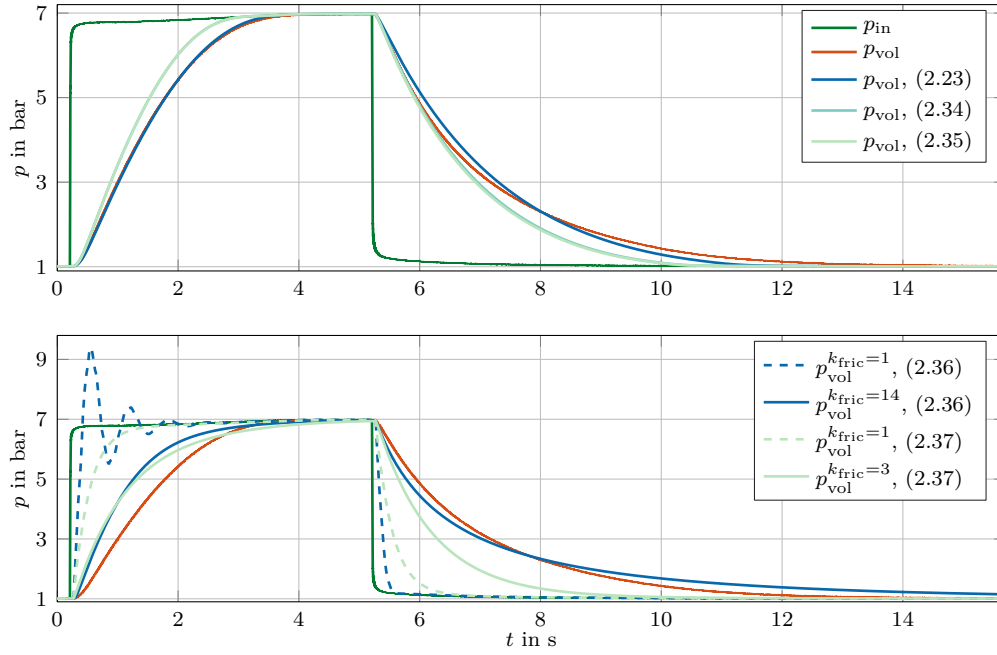 7
5
3
1
p in bar
0 2 4 6 8 10 12 14
p_in
p_vol
p_vol, (2.23)
p_vol, (2.34)
p_vol, (2.35)
9
7
5
3
1
p in bar
0 2 4 6 8 10 12 14
t in s
p_vol^{k_fric=1}, (2.36)
p_vol^{k_fric=14}, (2.36)
p_vol^{k_fric=1}, (2.37)
p_vol^{k_fric=3}, (2.37)